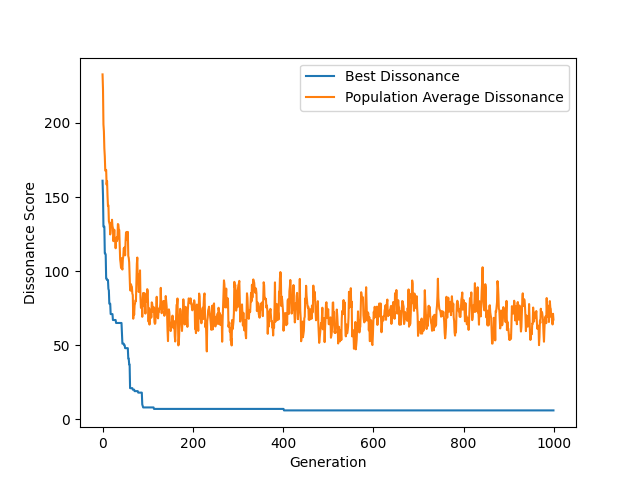 Best Dissonance
Population Average Dissonance
Dissonance Score
200
150
100
50
0
0 200 400 600 800 1000
Generation